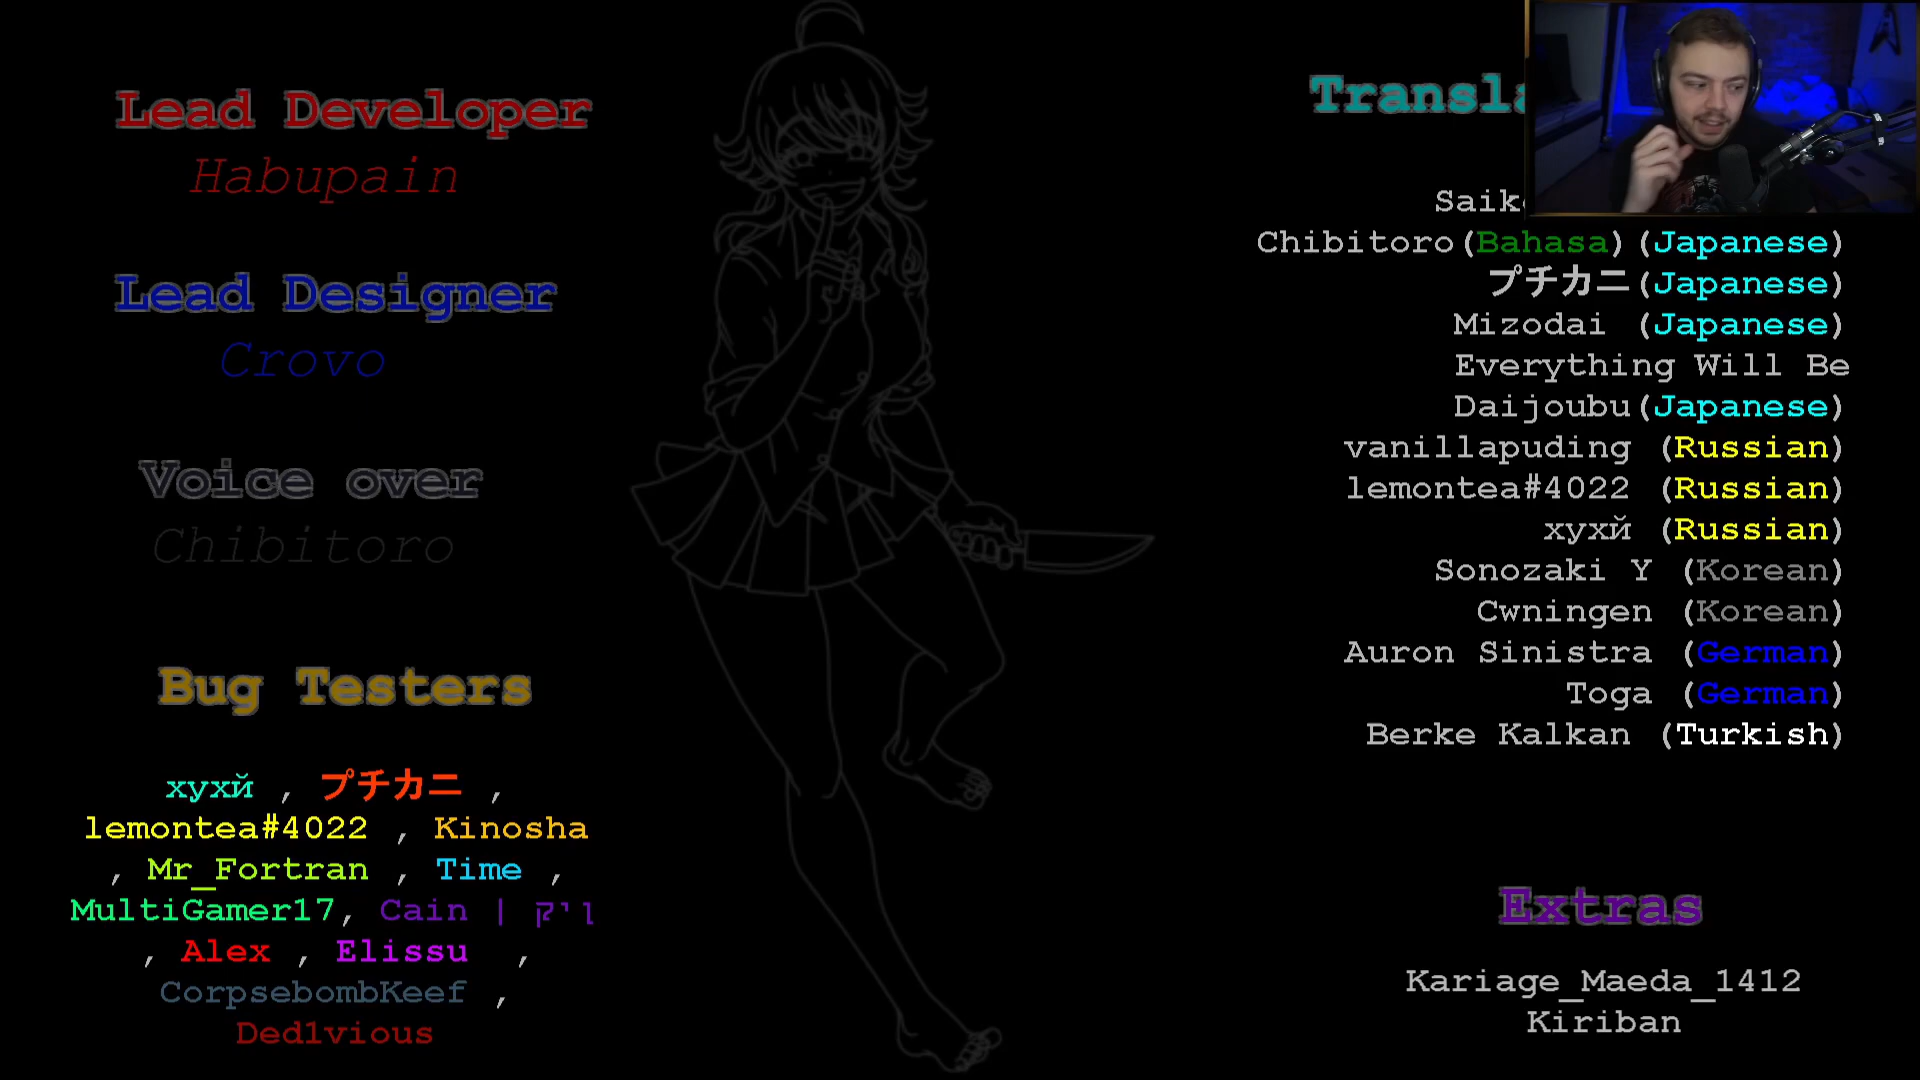 Lead Developer
Habupain
Lead Designer
Crovo
Voice over
Chibitoro
Bug Testers
хухй , プチカニ ,
lemontea#4022 , Kinosha
, Mr_Fortran , Time ,
MultiGamer17, Cain | קין
, Alex , Elissu ,
CorpsebombKeef ,
Ded1vious
Transla
Saiko
Chibitoro(Bahasa)(Japanese)
プチカニ(Japanese)
Mizodai (Japanese)
Everything Will Be
Daijoubu(Japanese)
vanillapuding (Russian)
lemontea#4022 (Russian)
хухй (Russian)
Sonozaki Y (Korean)
Cwningen (Korean)
Auron Sinistra (German)
Toga (German)
Berke Kalkan (Turkish)
Extras
Kariage_Maeda_1412
Kiriban